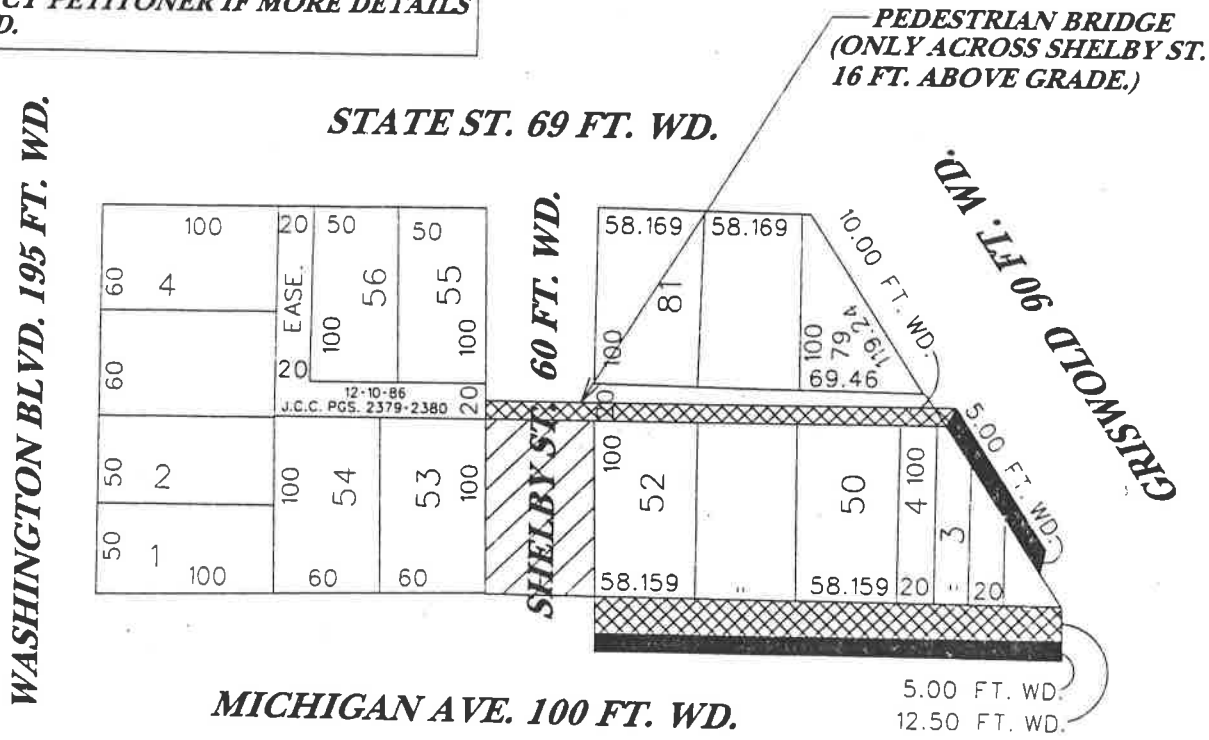 CT PETITONER IF MORE DETAILS
D.
PEDESTRIAN BRIDGE
(ONLY ACROSS SHELBY ST.
16 FT. ABOVE GRADE.)
STATE ST. 69 FT. WD.
WASHINGTON BLVD. 195 FT. WD.
SHELBY ST. 60 FT. WD.
GRISWOLD 90 FT. WD.
100
60
4
60
20
EASE.
20
50
56
100
50
55
100
12-10-86
J.C.C. PGS. 2379-2380
20
58.169
81
100
58.169
10.00 FT. WD.
100
79
119.24
69.46
20
50
2
50
1
100
100
54
60
53
100
60
100
52
58.159
"
50
58.159
4
100
20
3
"
20
5.00 FT. WD.
5.00 FT. WD.
12.50 FT. WD.
MICHIGAN AVE. 100 FT. WD.